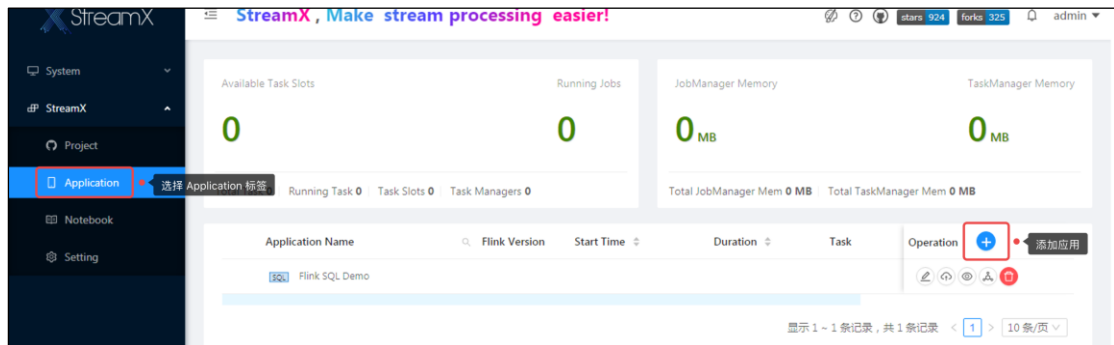 StreamX
StreamX , Make stream processing easier!
stars 924 forks 325 admin
System
StreamX
Project
Application
选择 Application 标签
Notebook
Setting
Available Task Slots
Running Jobs
0
0
Running Task 0 Task Slots 0 Task Managers 0
JobManager Memory
TaskManager Memory
0 MB
0 MB
Total JobManager Mem 0 MB Total TaskManager Mem 0 MB
Application Name Flink Version Start Time Duration Task Operation
添加应用
SQL Flink SQL Demo
显示 1 ~ 1 条记录，共 1 条记录 < 1 > 10 条/页